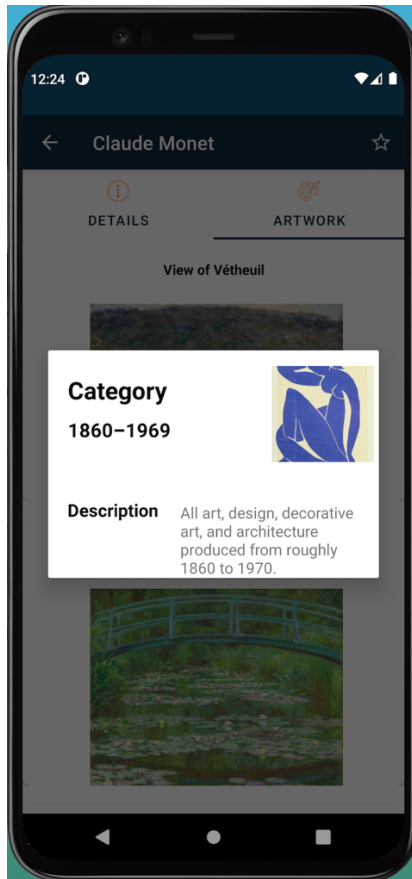 12:24
Claude Monet
DETAILS
ARTWORK
View of Vétheuil
Category
1860–1969
Description
All art, design, decorative
art, and architecture
produced from roughly
1860 to 1970.